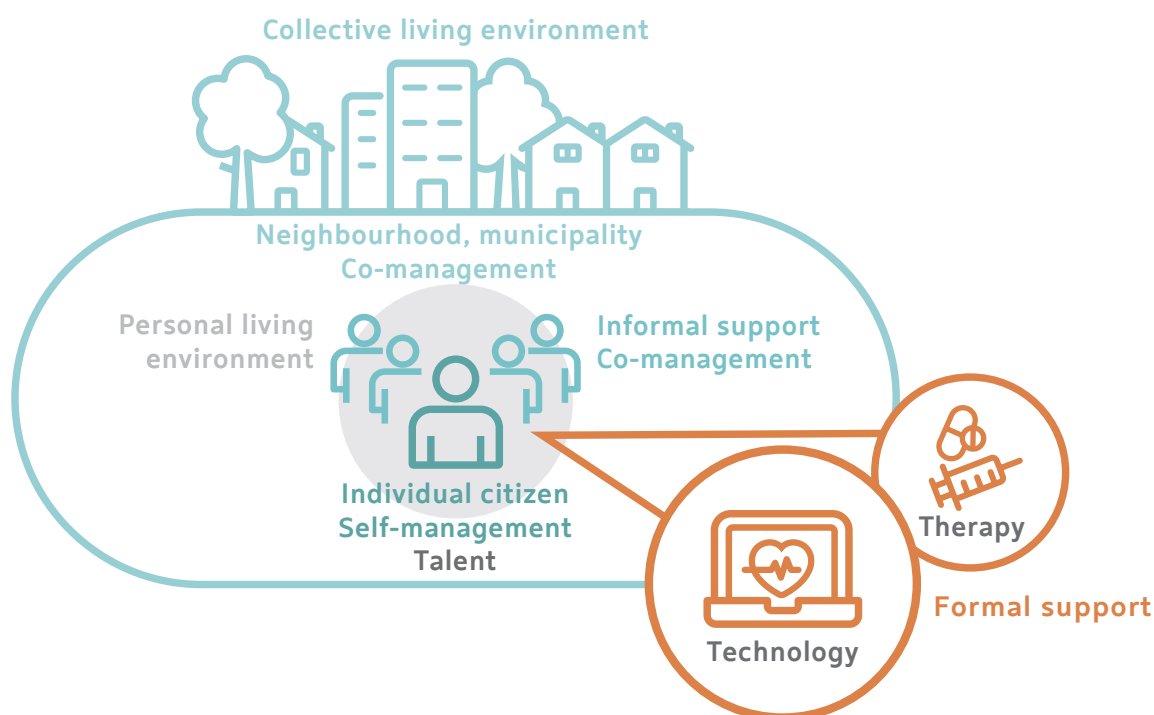 Collective living environment
Neighbourhood, municipality
Co-management
Personal living
environment
Informal support
Co-management
Individual citizen
Self-management
Talent
Therapy
Formal support
Technology